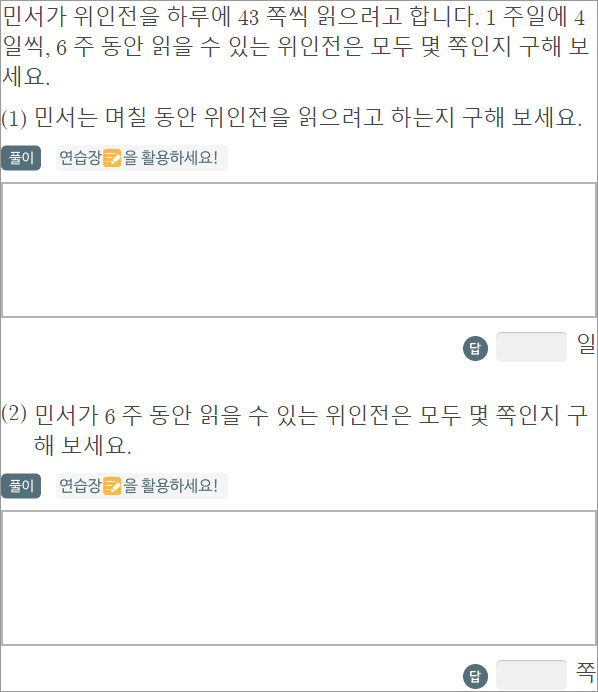 민서가 위인전을 하루에 43 쪽씩 읽으려고 합니다. 1 주일에 4
일씩, 6 주 동안 읽을 수 있는 위인전은 모두 몇 쪽인지 구해 보
세요.
(1) 민서는 며칠 동안 위인전을 읽으려고 하는지 구해 보세요.
풀이 연습장을 활용하세요!
답 일
(2) 민서가 6 주 동안 읽을 수 있는 위인전은 모두 몇 쪽인지 구
해 보세요.
풀이 연습장을 활용하세요!
답 쪽